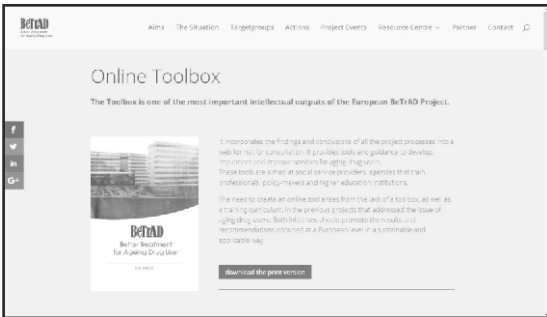 BeTrAD
Aims The Situation Targetgroups Actions Project Events Resource Centre Partner Contact
Online Toolbox
The Toolbox is one of the most important intellectual outputs of the European BeTrAD Project.
f
in
G+
It incorporates the findings and conclusions of all the project processes into a
web format for consultation. It provides tools and guidance to develop,
implement and improve services for aging drug users.
These tools are aimed at social service providers, agencies that train
professionals, policy-makers and higher education institutions.
The need to create an online tool arises from the lack of a toolbox, as well as
a training curriculum, in the previous projects that addressed the issue of
aging drug users. Both initiatives the results and
recommendations obtained at a European level in a sustainable and
applicable way.
BeTrAD
Better Treatment
for Ageing Drug User
download the print version